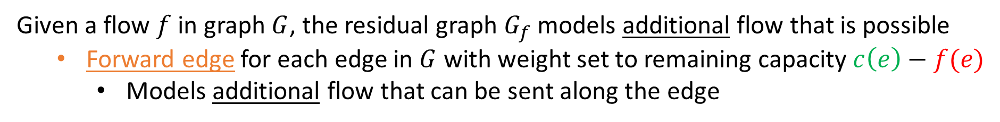 Given a flow f in graph G, the residual graph G_f models additional flow that is possible
• Forward edge for each edge in G with weight set to remaining capacity c(e) − f(e)
• Models additional flow that can be sent along the edge